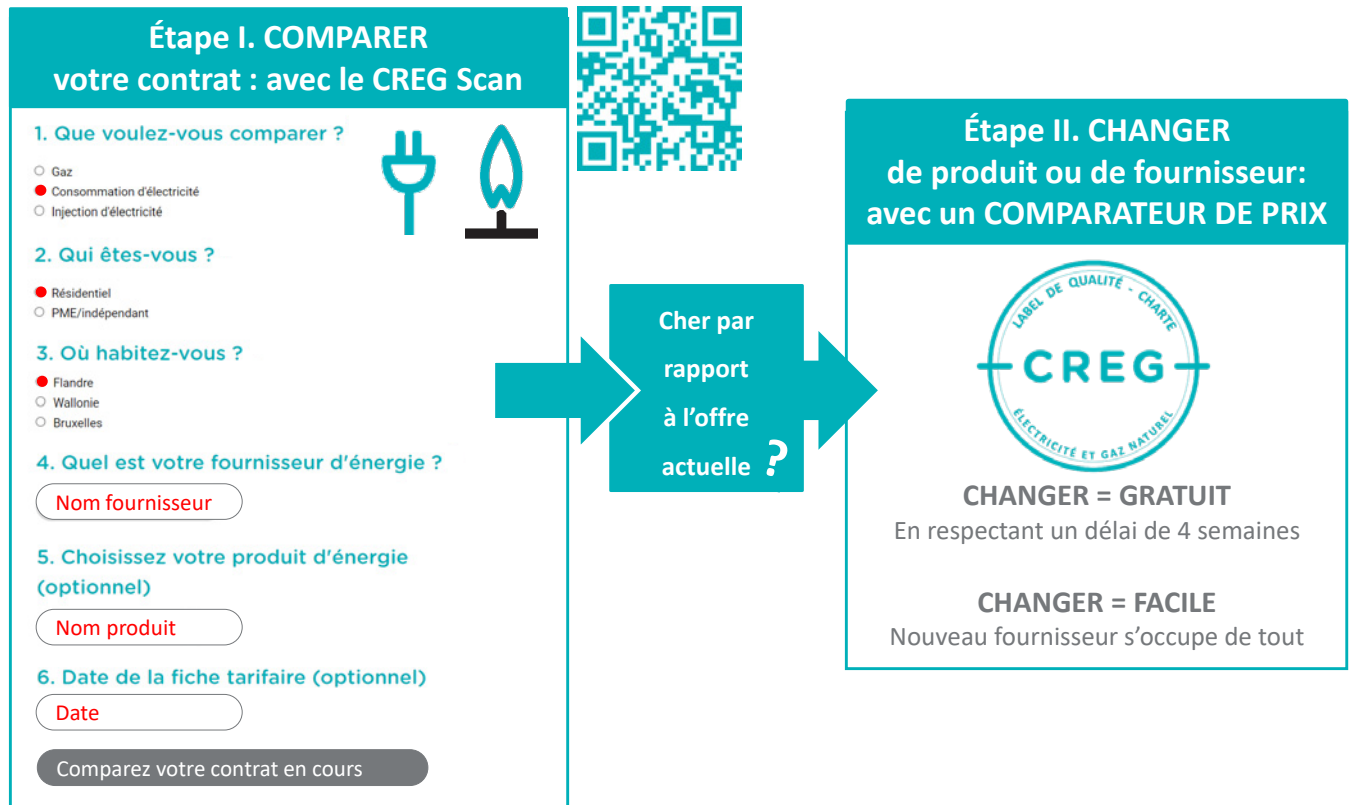 Étape I. COMPARER
votre contrat : avec le CREG Scan
1. Que voulez-vous comparer ?
Gaz
Consommation d'électricité
Injection d'électricité
2. Qui êtes-vous ?
Résidentiel
PME/indépendant
3. Où habitez-vous ?
Flandre
Wallonie
Bruxelles
4. Quel est votre fournisseur d'énergie ?
Nom fournisseur
5. Choisissez votre produit d'énergie
(optionnel)
Nom produit
6. Date de la fiche tarifaire (optionnel)
Date
Comparez votre contrat en cours
Cher par
rapport
à l’offre
actuelle ?
Étape II. CHANGER
de produit ou de fournisseur:
avec un COMPARATEUR DE PRIX
LABEL DE QUALITÉ - CHARTE
CREG
ÉLECTRICITÉ ET GAZ NATUREL
CHANGER = GRATUIT
En respectant un délai de 4 semaines
CHANGER = FACILE
Nouveau fournisseur s’occupe de tout